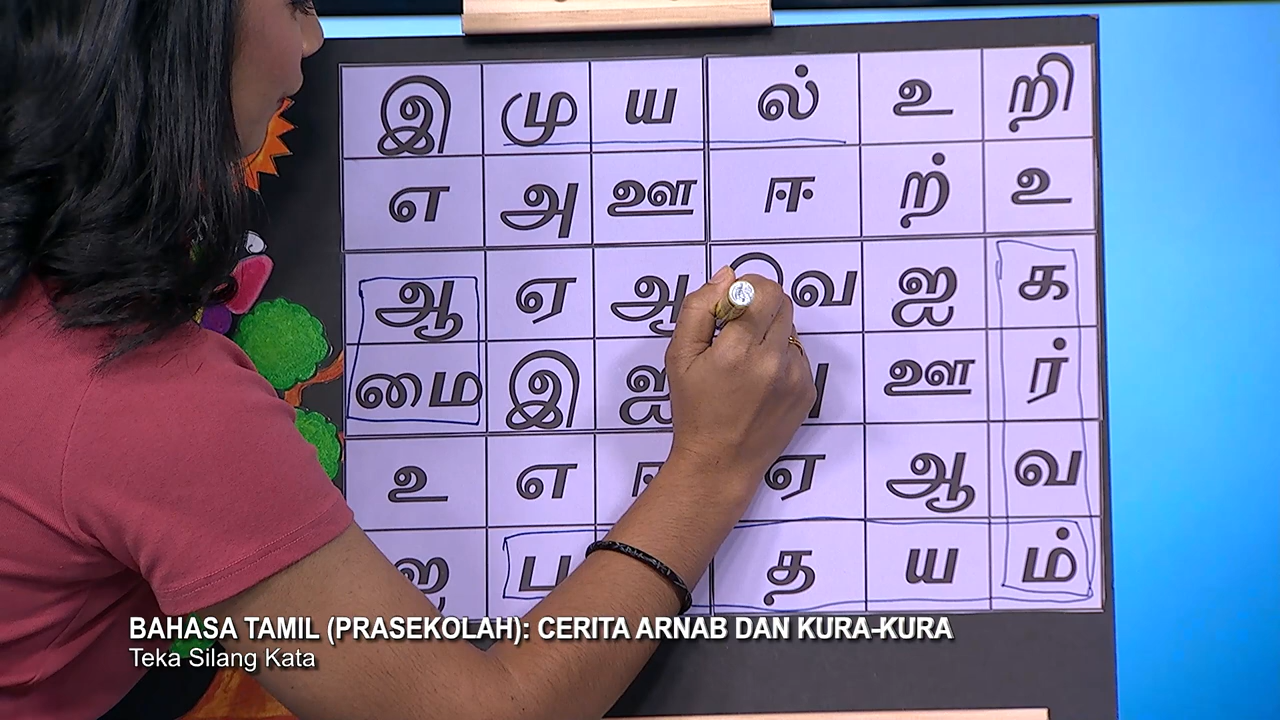 இ மு ய ல் உ றி
எ அ ஊ ஈ ற் உ
ஆ ஏ ஆ வெ ஐ க
மை இ ஐ ஊ ர்
உ எ ஏ ஆ வ
ஐ ப த ய ம்
BAHASA TAMIL (PRASEKOLAH): CERITA ARNAB DAN KURA-KURA
Teka Silang Kata